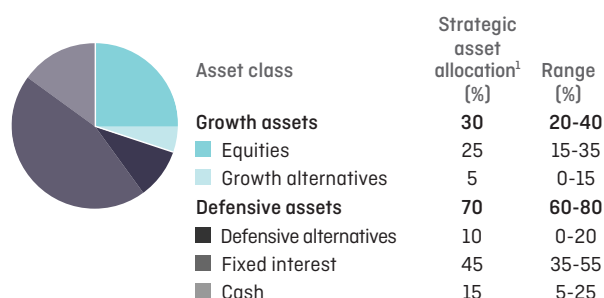 Strategic
asset
allocation¹
(%)
Asset class
Range
(%)
Growth assets 30 20-40
Equities 25 15-35
Growth alternatives 5 0-15
Defensive assets 70 60-80
Defensive alternatives 10 0-20
Fixed interest 45 35-55
Cash 15 5-25